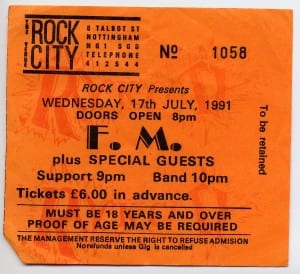 THE VENUE
ROCK CITY
8 TALBOT ST
NOTTINGHAM
NG1 5GG
TELEPHONE
412544
No 1058
ROCK CITY Presents
WEDNESDAY, 17th JULY, 1991
DOORS OPEN 8pm
F. M.
plus SPECIAL GUESTS
Support 9pm Band 10pm
Tickets £6.00 in advance.
To be retained
MUST BE 18 YEARS AND OVER
PROOF OF AGE MAY BE REQUIRED
THE MANAGEMENT RESERVE THE RIGHT TO REFUSE ADMISSION
No refunds unless Gig is cancelled